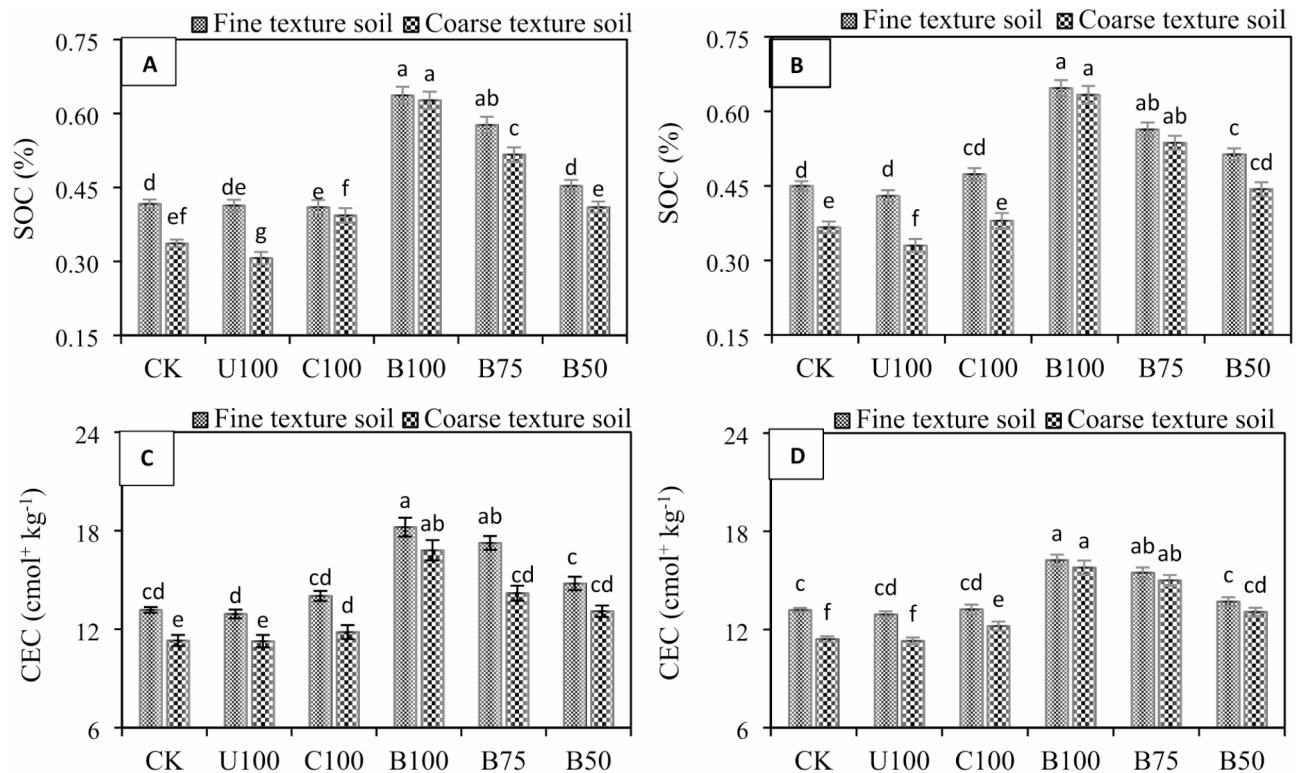 Fine texture soil Coarse texture soil
A
SOC (%)
0.75
0.60
0.45
0.30
0.15
d ef de g e f a a ab c d e
CK U100 C100 B100 B75 B50
Fine texture soil Coarse texture soil
B
SOC (%)
0.75
0.60
0.45
0.30
0.15
d e d f cd e a a ab ab c cd
CK U100 C100 B100 B75 B50
Fine texture soil Coarse texture soil
C
CEC (cmol⁺ kg⁻¹)
24
18
12
6
cd e d e cd d a ab ab cd c cd
CK U100 C100 B100 B75 B50
Fine texture soil Coarse texture soil
D
CEC (cmol⁺ kg⁻¹)
24
18
12
6
c f cd f cd e a a ab ab c cd
CK U100 C100 B100 B75 B50